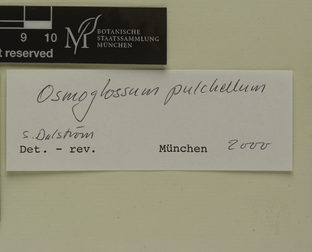 9 10
BOTANISCHE
STAATSSAMMLUNG
MÜNCHEN
t reserved
Osmoglossum pulchellum
S. Dalström
Det. - rev. München 2000